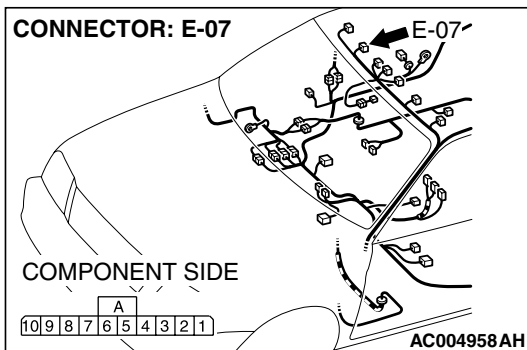 CONNECTOR: E-07
E-07
COMPONENT SIDE
A
10 9 8 7 6 5 4 3 2 1
AC004958AH